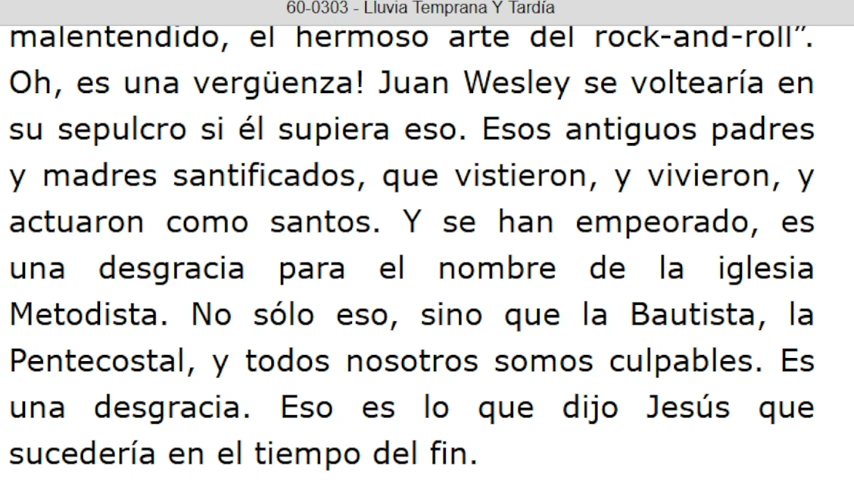 60-0303 - Lluvia Temprana Y Tardía
malentendido, el hermoso arte del rock-and-roll”.
Oh, es una vergüenza! Juan Wesley se voltearía en
su sepulcro si él supiera eso. Esos antiguos padres
y madres santificados, que vistieron, y vivieron, y
actuaron como santos. Y se han empeorado, es
una desgracia para el nombre de la iglesia
Metodista. No sólo eso, sino que la Bautista, la
Pentecostal, y todos nosotros somos culpables. Es
una desgracia. Eso es lo que dijo Jesús que
sucedería en el tiempo del fin.